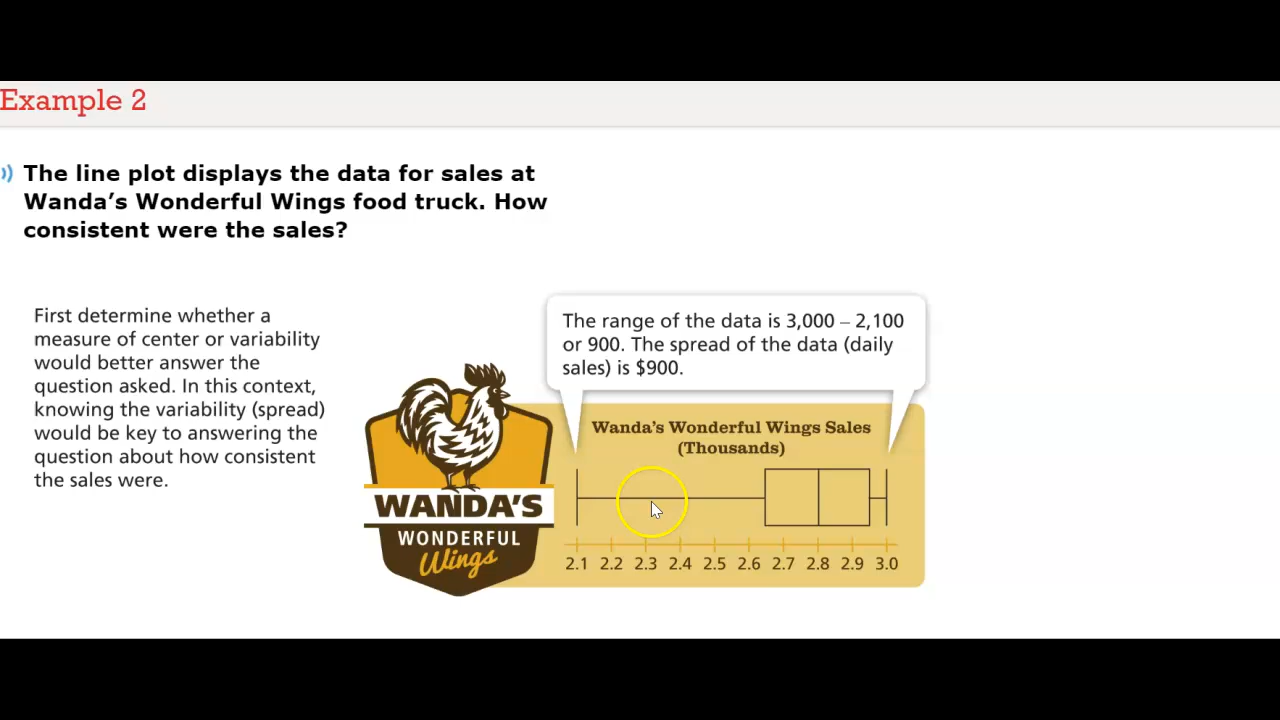 Example 2
The line plot displays the data for sales at
Wanda's Wonderful Wings food truck. How
consistent were the sales?
First determine whether a
measure of center or variability
would better answer the
question asked. In this context,
knowing the variability (spread)
would be key to answering the
question about how consistent
the sales were.
The range of the data is 3,000 – 2,100
or 900. The spread of the data (daily
sales) is $900.
WANDA'S
WONDERFUL
Wings
Wanda's Wonderful Wings Sales
(Thousands)
2.1 2.2 2.3 2.4 2.5 2.6 2.7 2.8 2.9 3.0